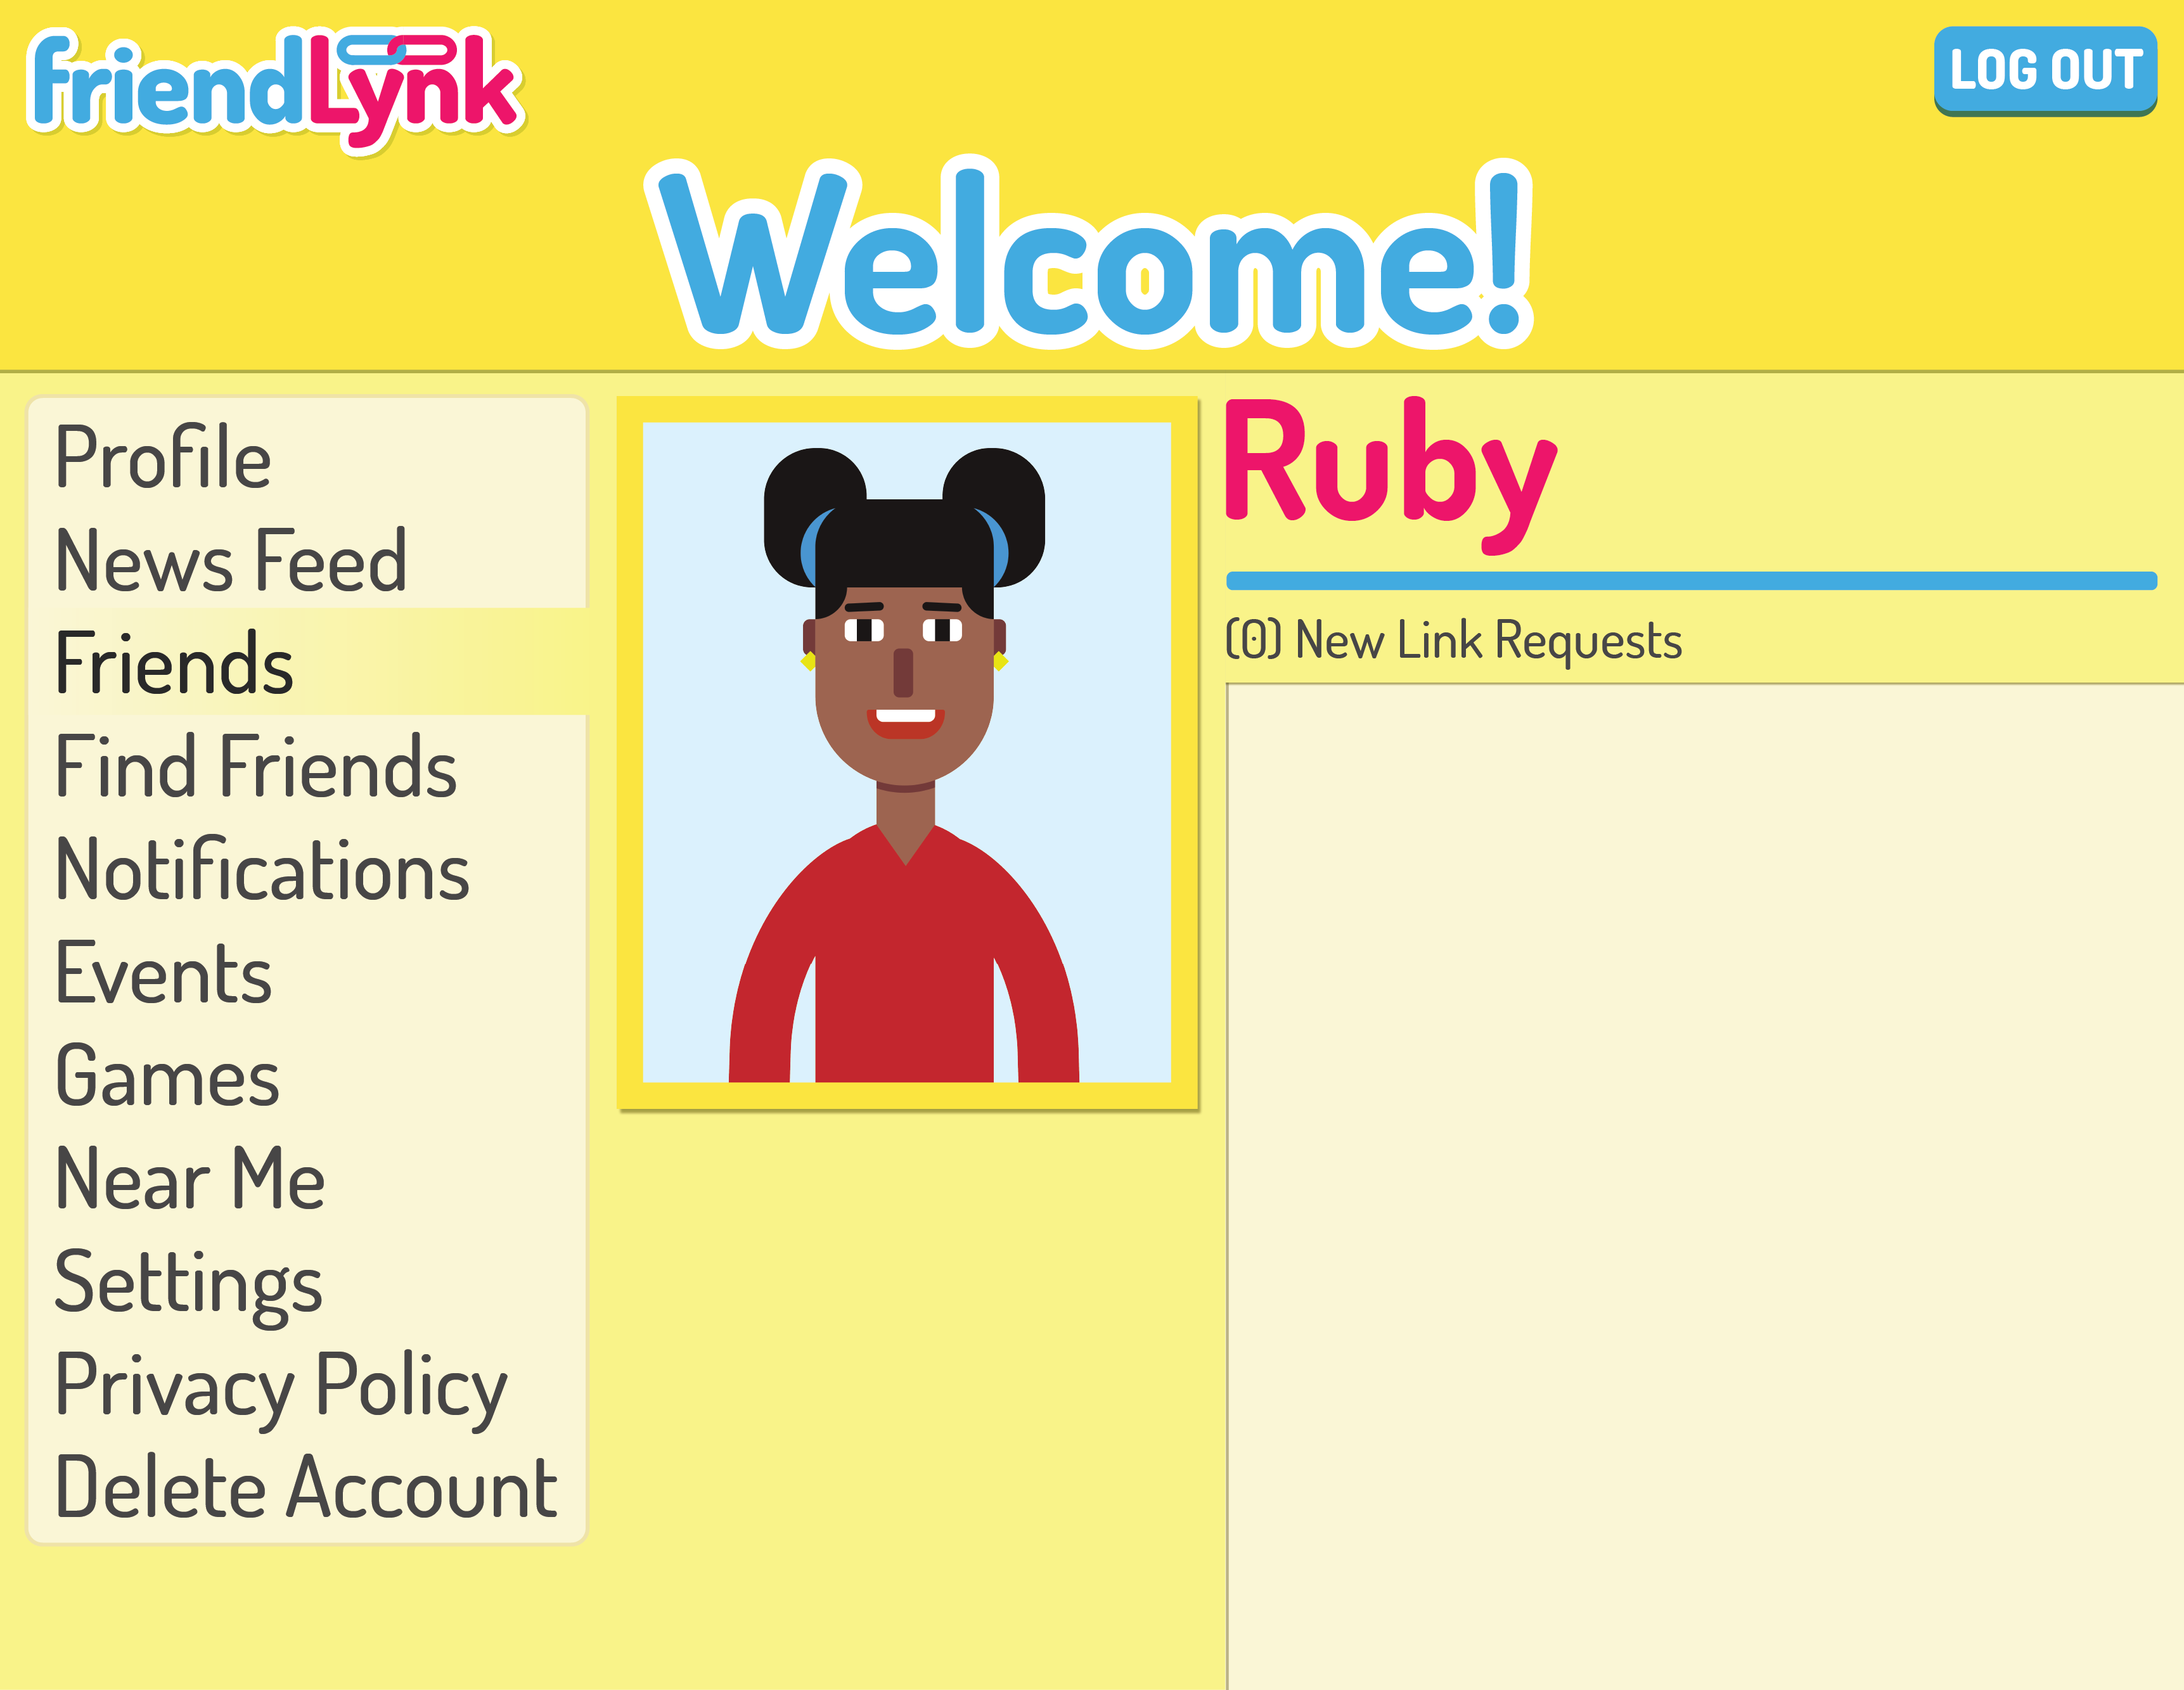 friendLynk
LOG OUT
Welcome!
Profile
News Feed
Friends
Find Friends
Notifications
Events
Games
Near Me
Settings
Privacy Policy
Delete Account
Ruby
(0) New Link Requests